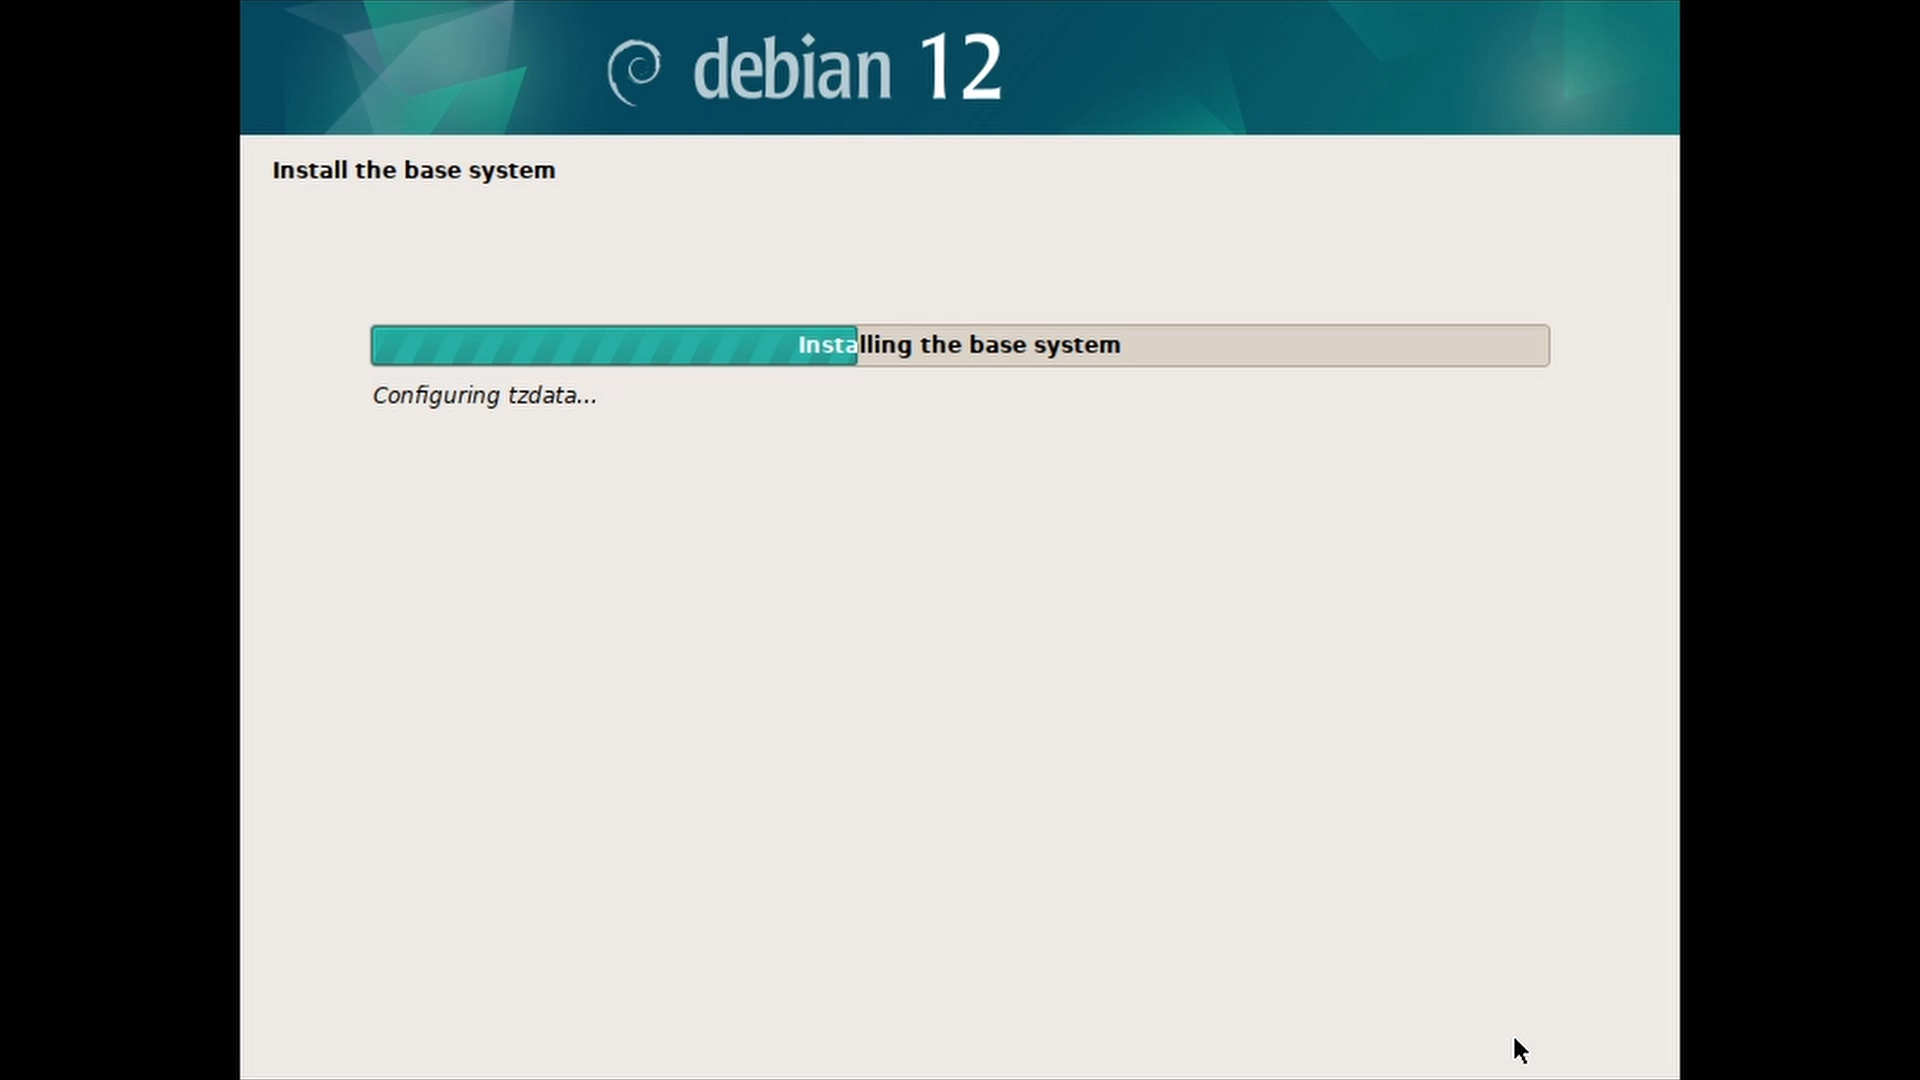 debian 12
Install the base system
Installing the base system
Configuring tzdata...